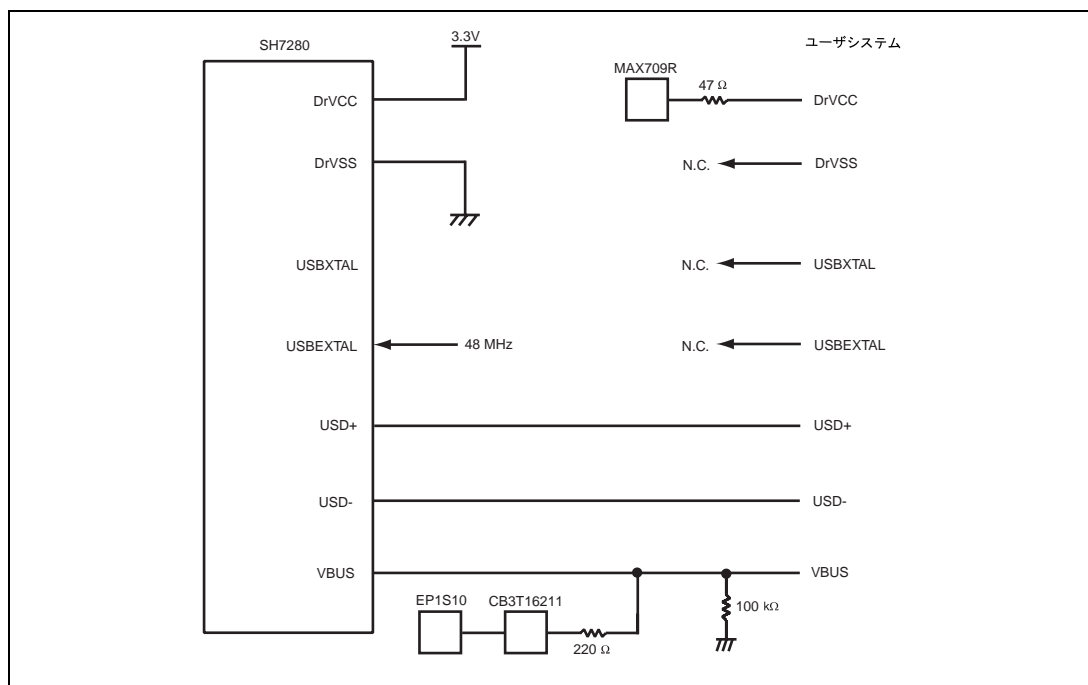 SH7280
3.3V
ユーザシステム
MAX709R
47 Ω
DrVCC
DrVCC
DrVSS
N.C.
DrVSS
USBXTAL
N.C.
USBXTAL
USBEXTAL
48 MHz
N.C.
USBEXTAL
USD+
USD+
USD-
USD-
VBUS
VBUS
EP1S10
CB3T16211
220 Ω
100 kΩ